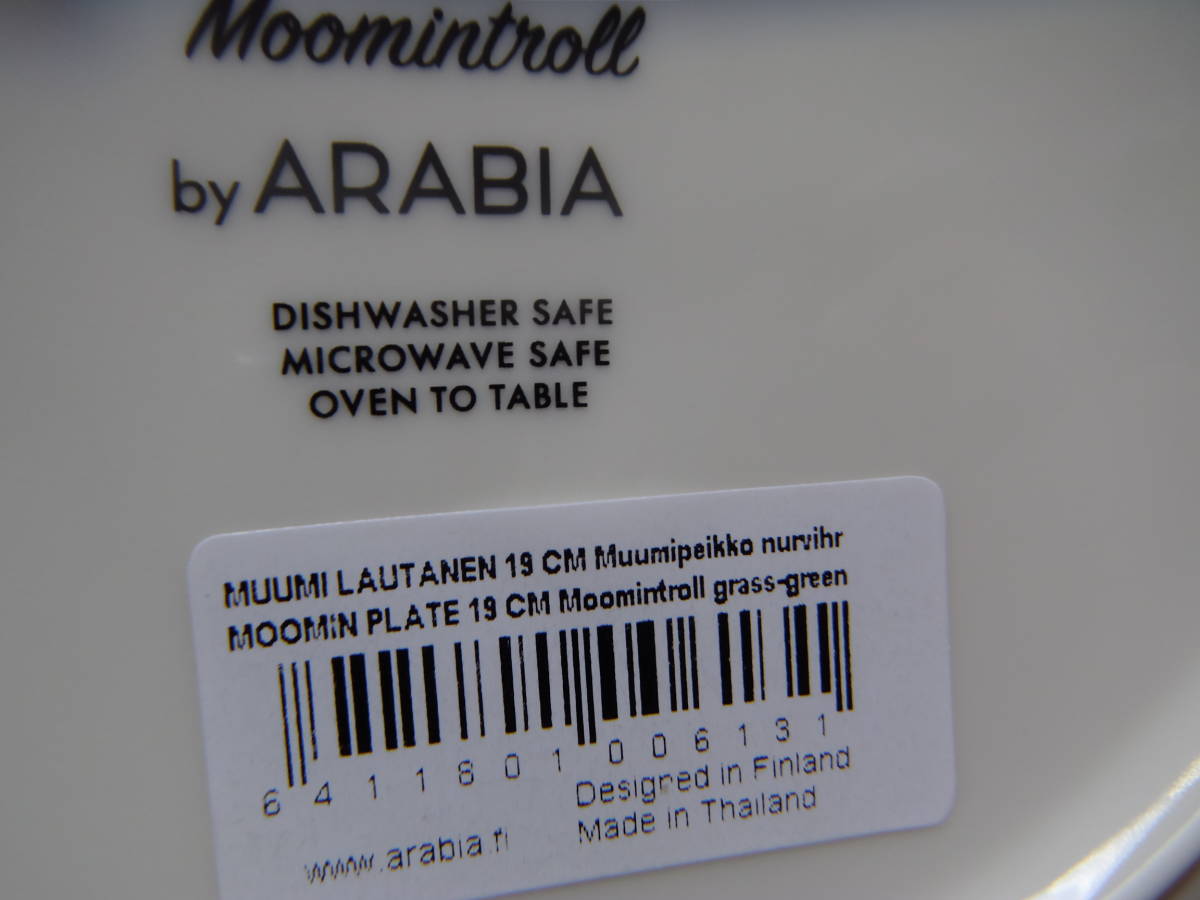 Moomintroll
by ARABIA
DISHWASHER SAFE
MICROWAVE SAFE
OVEN TO TABLE
MUUMI LAUTANEN 19 CM Muumipeikko nurvihr
MOOMIN PLATE 19 CM Moomintroll grass-green
6 411801 006131
Designed in Finland
www.arabia.fi Made in Thailand